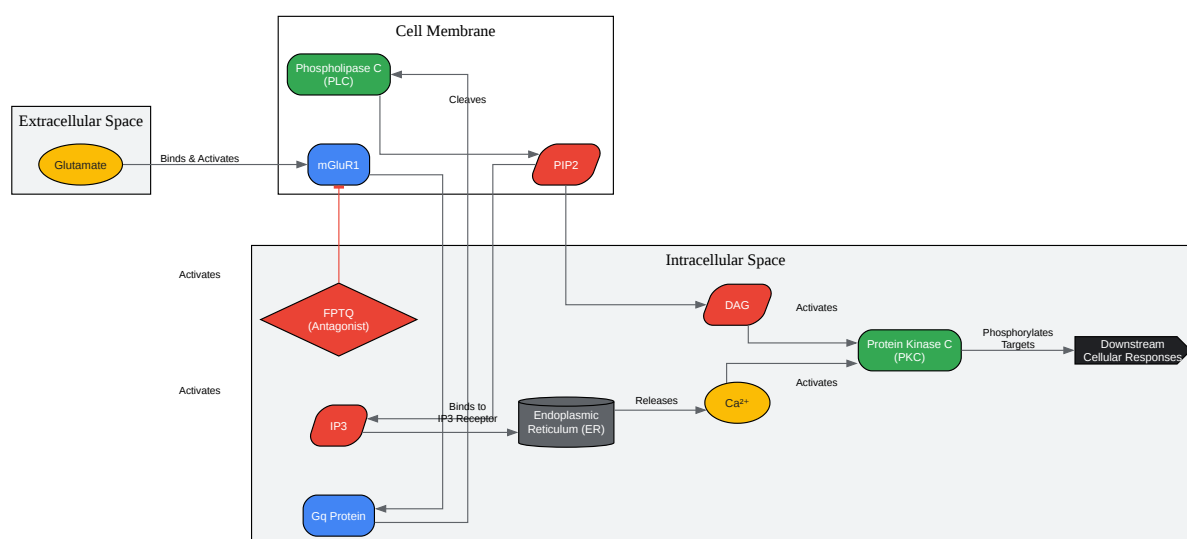 Cell Membrane
Phospholipase C
(PLC)
Cleaves
Extracellular Space
Glutamate
Binds & Activates
mGluR1
PIP2
Intracellular Space
Activates
FPTQ
(Antagonist)
DAG
Activates
Protein Kinase C
(PKC)
Phosphorylates
Targets
Downstream
Cellular Responses
Activates
Activates
Ca²⁺
Releases
Endoplasmic
Reticulum (ER)
Binds to
IP3 Receptor
IP3
Gq Protein